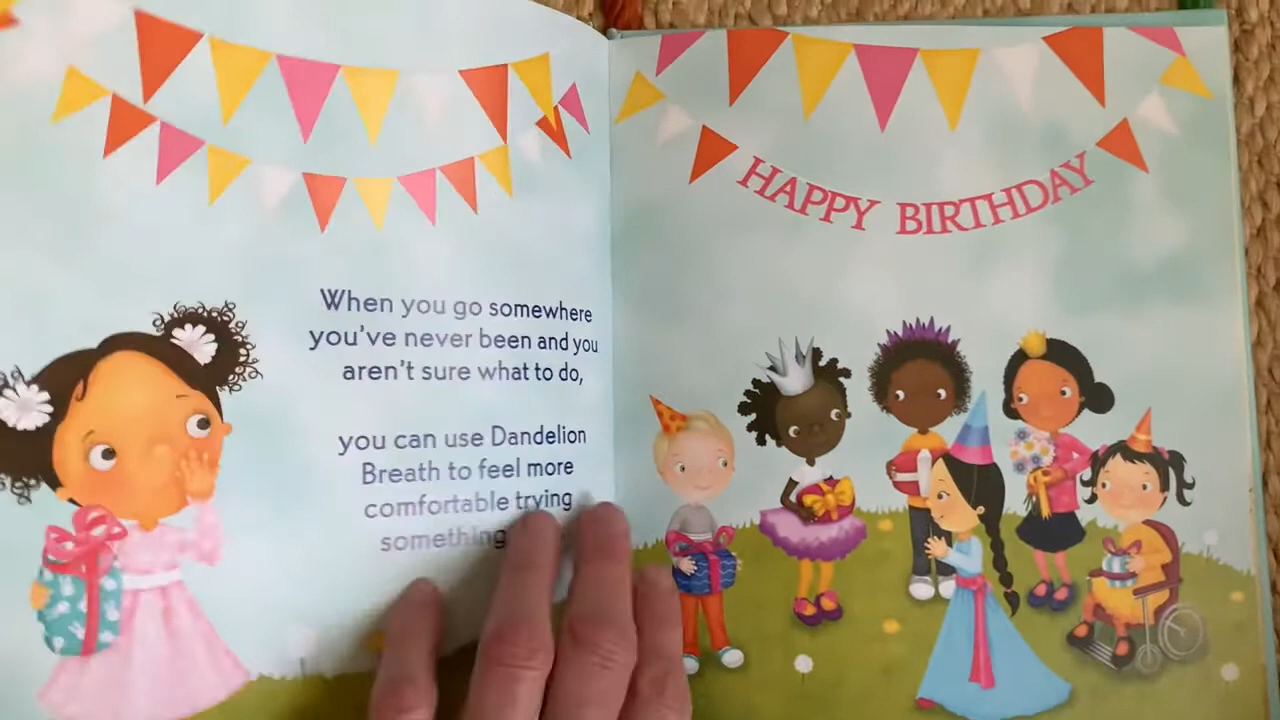 When you go somewhere
you've never been and you
aren't sure what to do,
you can use Dandelion
Breath to feel more
comfortable trying
something
HAPPY BIRTHDAY